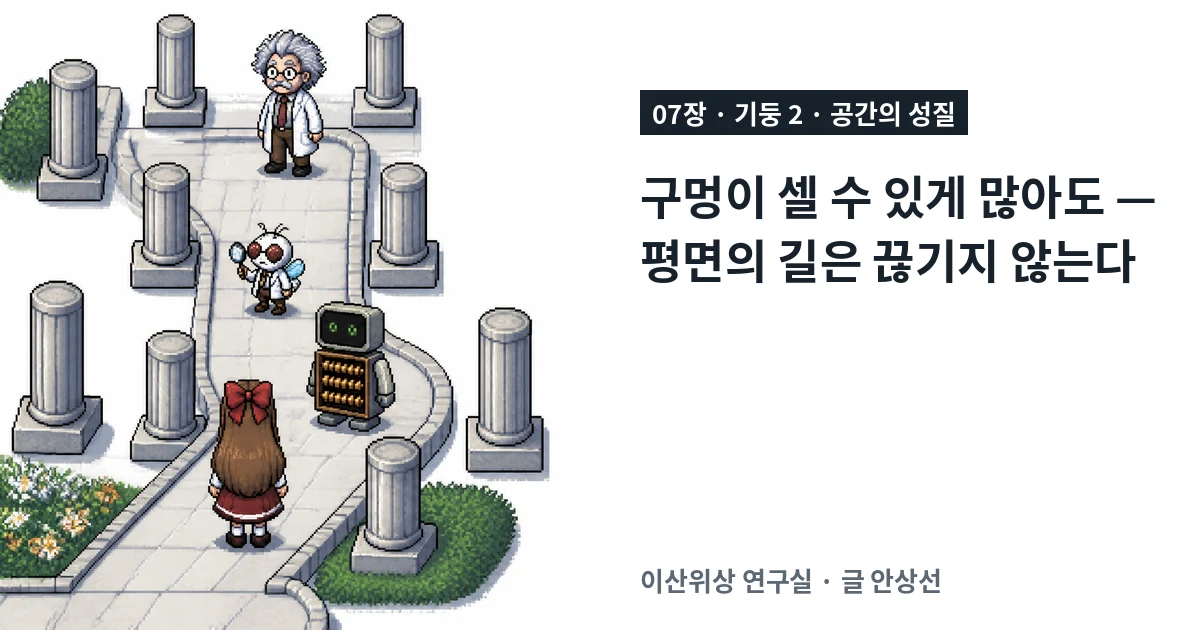 07장 · 기둥 2 · 공간의 성질
구멍이 셀 수 있게 많아도 —
평면의 길은 끊기지 않는다
이산위상 연구실 · 글 안상선